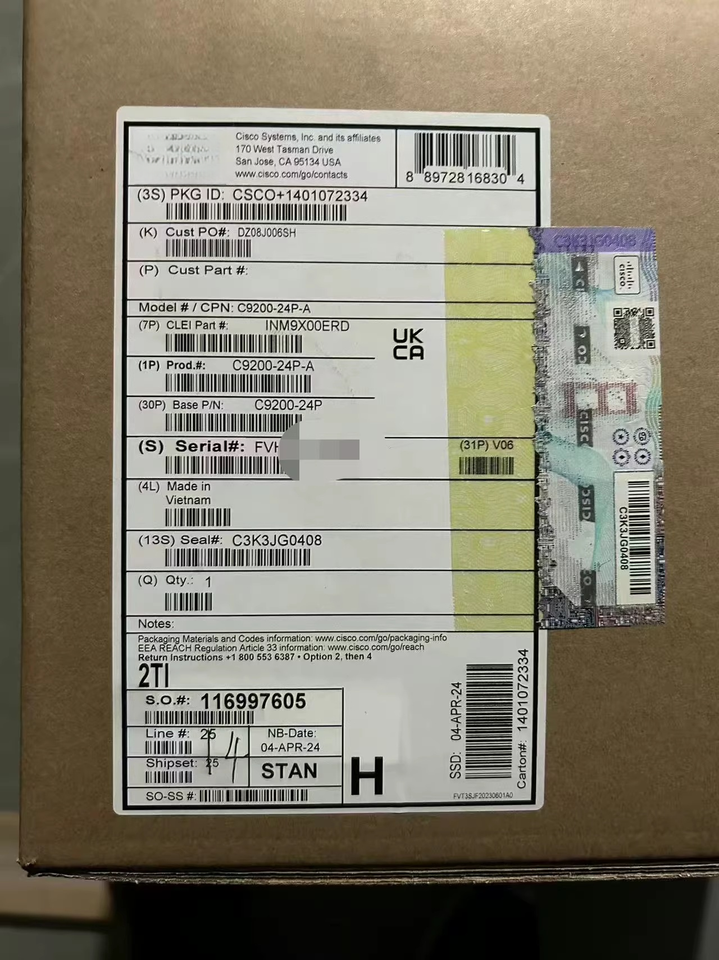 Cisco Systems, Inc. and its affiliates
170 West Tasman Drive
San Jose, CA 95134 USA
www.cisco.com/go/contacts
8 89728 16830 4
(3S) PKG ID: CSCO+1401072334
(K) Cust PO#: DZ08J006SH
(P) Cust Part #:
Model # / CPN: C9200-24P-A
(7P) CLEI Part #: INM9X00ERD
UK
CA
(1P) Prod.#: C9200-24P-A
(30P) Base P/N: C9200-24P
(S) Serial#:
(31P) V06
(4L) Made in
Vietnam
(13S) Seal#: C3K3JG0408
(Q) Qty.: 1
Notes:
Packaging Materials and Codes information: www.cisco.com/go/packaging-info
EEA REACH Regulation Article 33 information: www.cisco.com/go/reach
Return Instructions +1 800 553 6387 • Option 2, then 4
2TI
S.O.#: 116997605
Line #: 25
NB-Date:
04-APR-24
Shipset: 25
14
STAN
H
SO-SS #:
SSD: 04-APR-24
Carton#: 1401072334
FVT38JF20230601A0
C3K3JG0408
CISCO
CISCO
C3K3JG0408